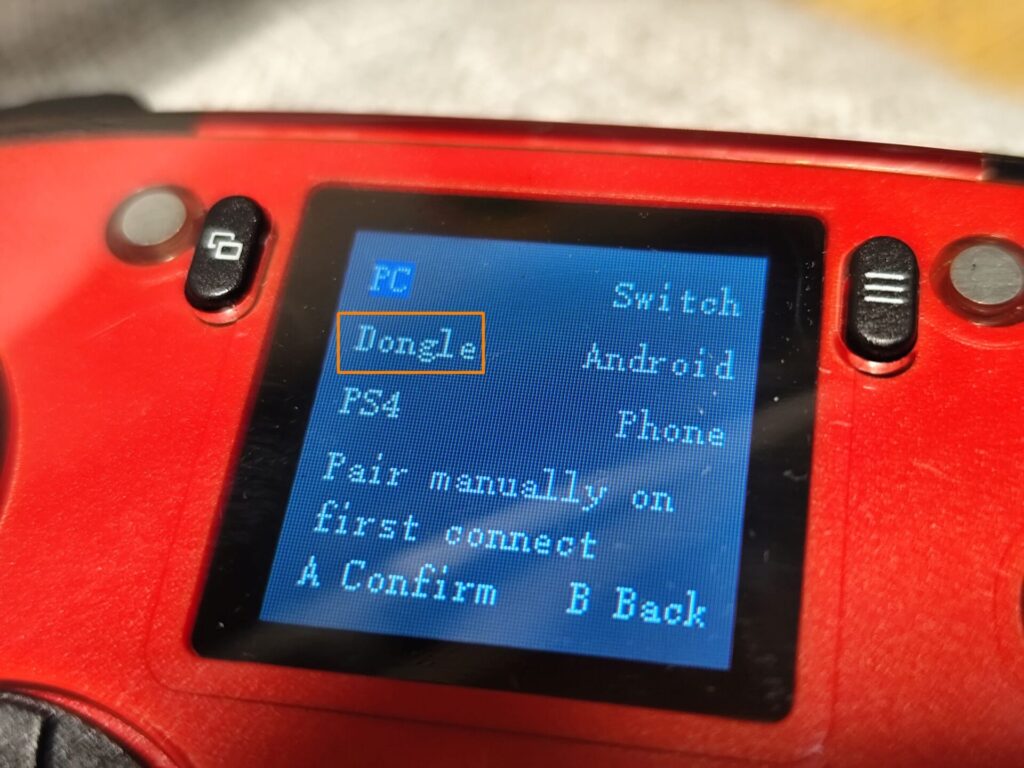 PC Switch
Dongle Android
PS4 Phone
Pair manually on
first connect
A Confirm B Back